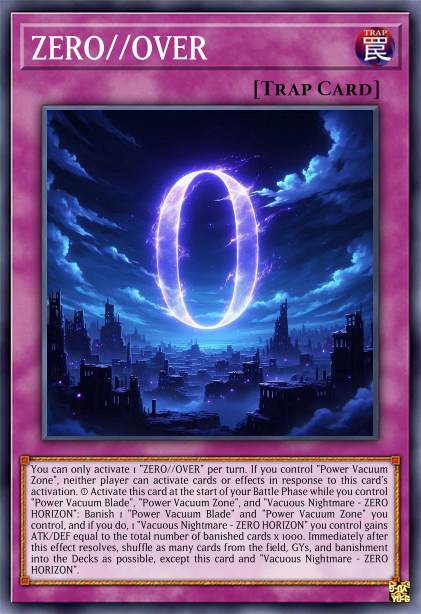 ZERO//OVER
TRAP
罠
[TRAP CARD]
0
You can only activate 1 "ZERO//OVER" per turn. If you control "Power Vacuum
Zone", neither player can activate cards or effects in response to this card's
activation. ① Activate this card at the start of your Battle Phase while you control
"Power Vacuum Blade", "Power Vacuum Zone", and "Vacuous Nightmare - ZERO
HORIZON": Banish 1 "Power Vacuum Blade" and "Power Vacuum Zone" you
control, and if you do, 1 "Vacuous Nightmare - ZERO HORIZON" you control gains
ATK/DEF equal to the total number of banished cards x 1000. Immediately after
this effect resolves, shuffle as many cards from the field, GYs, and banishment
into the Decks as possible, except this card and "Vacuous Nightmare - ZERO
HORIZON".